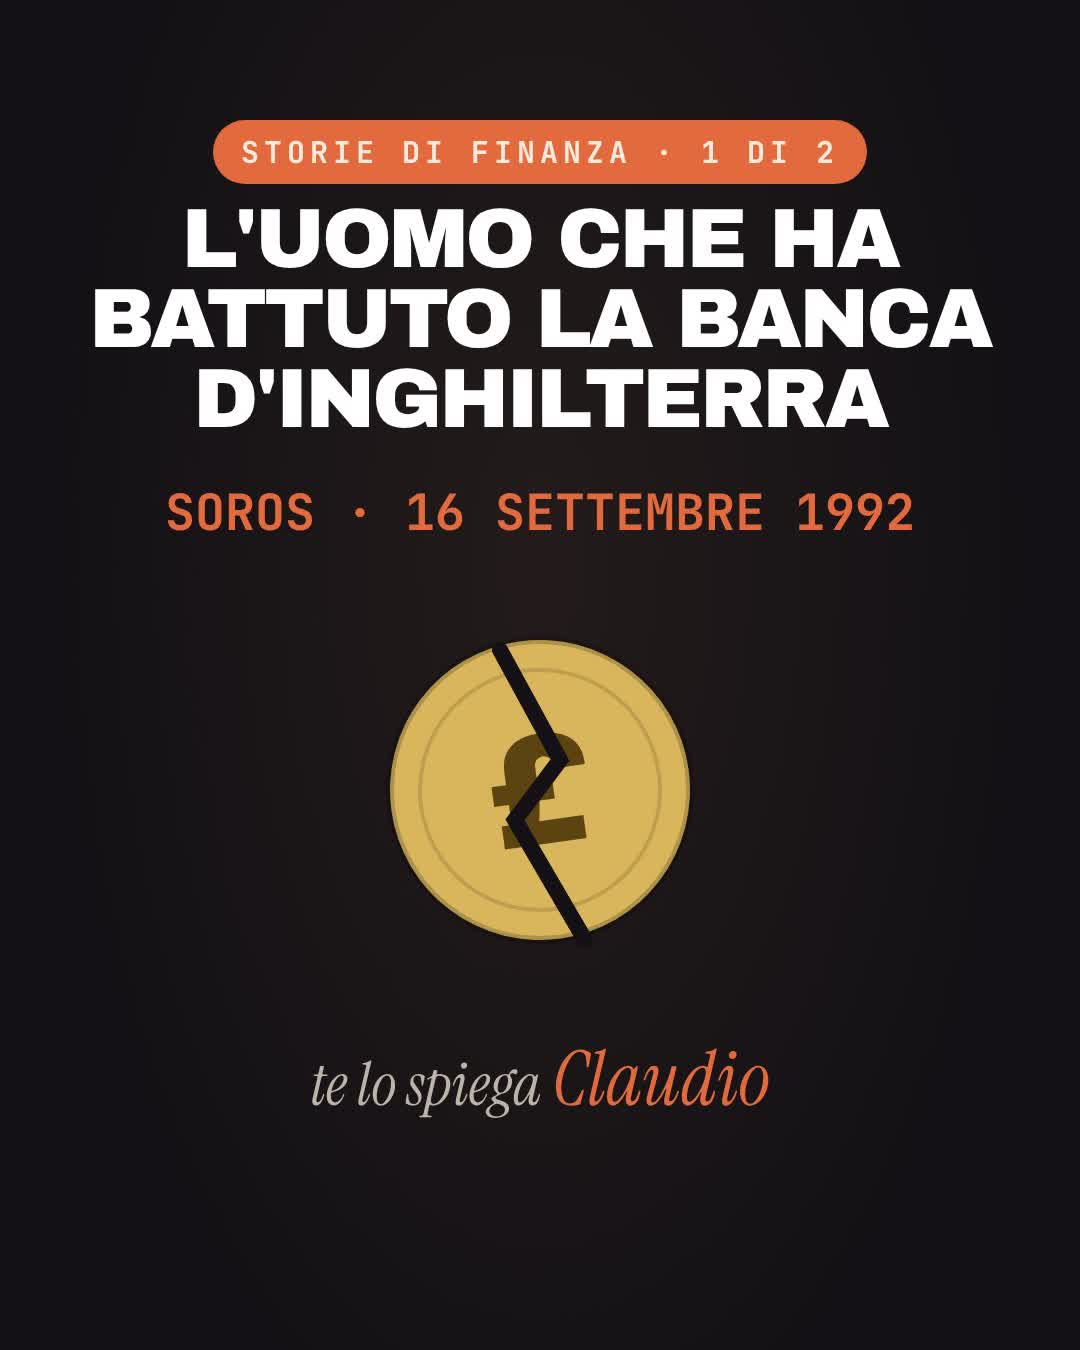 STORIE DI FINANZA · 1 DI 2
L'UOMO CHE HA
BATTUTO LA BANCA
D'INGHILTERRA
SOROS · 16 SETTEMBRE 1992
£
te lo spiega Claudio